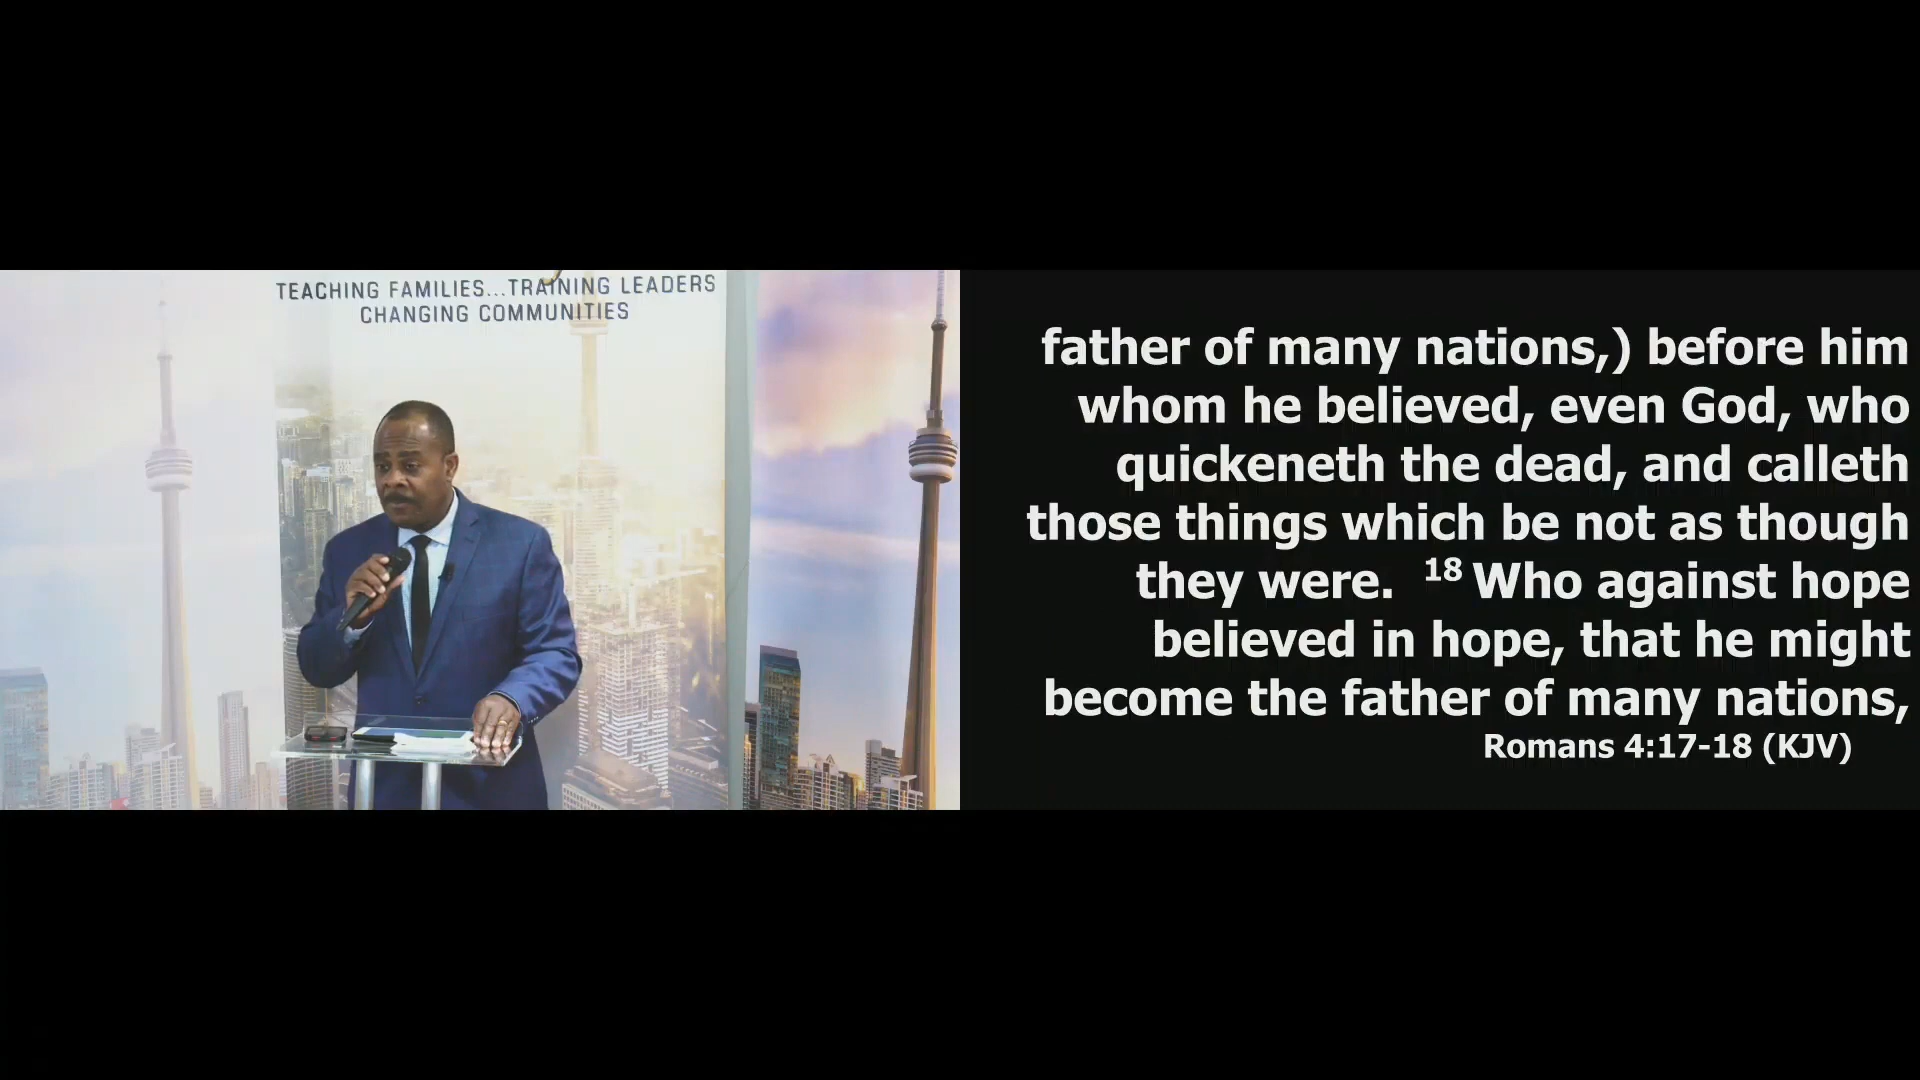 TEACHING FAMILIES...TRAINING LEADERS
CHANGING COMMUNITIES
father of many nations,) before him
whom he believed, even God, who
quickeneth the dead, and calleth
those things which be not as though
they were. 18 Who against hope
believed in hope, that he might
become the father of many nations,
Romans 4:17-18 (KJV)